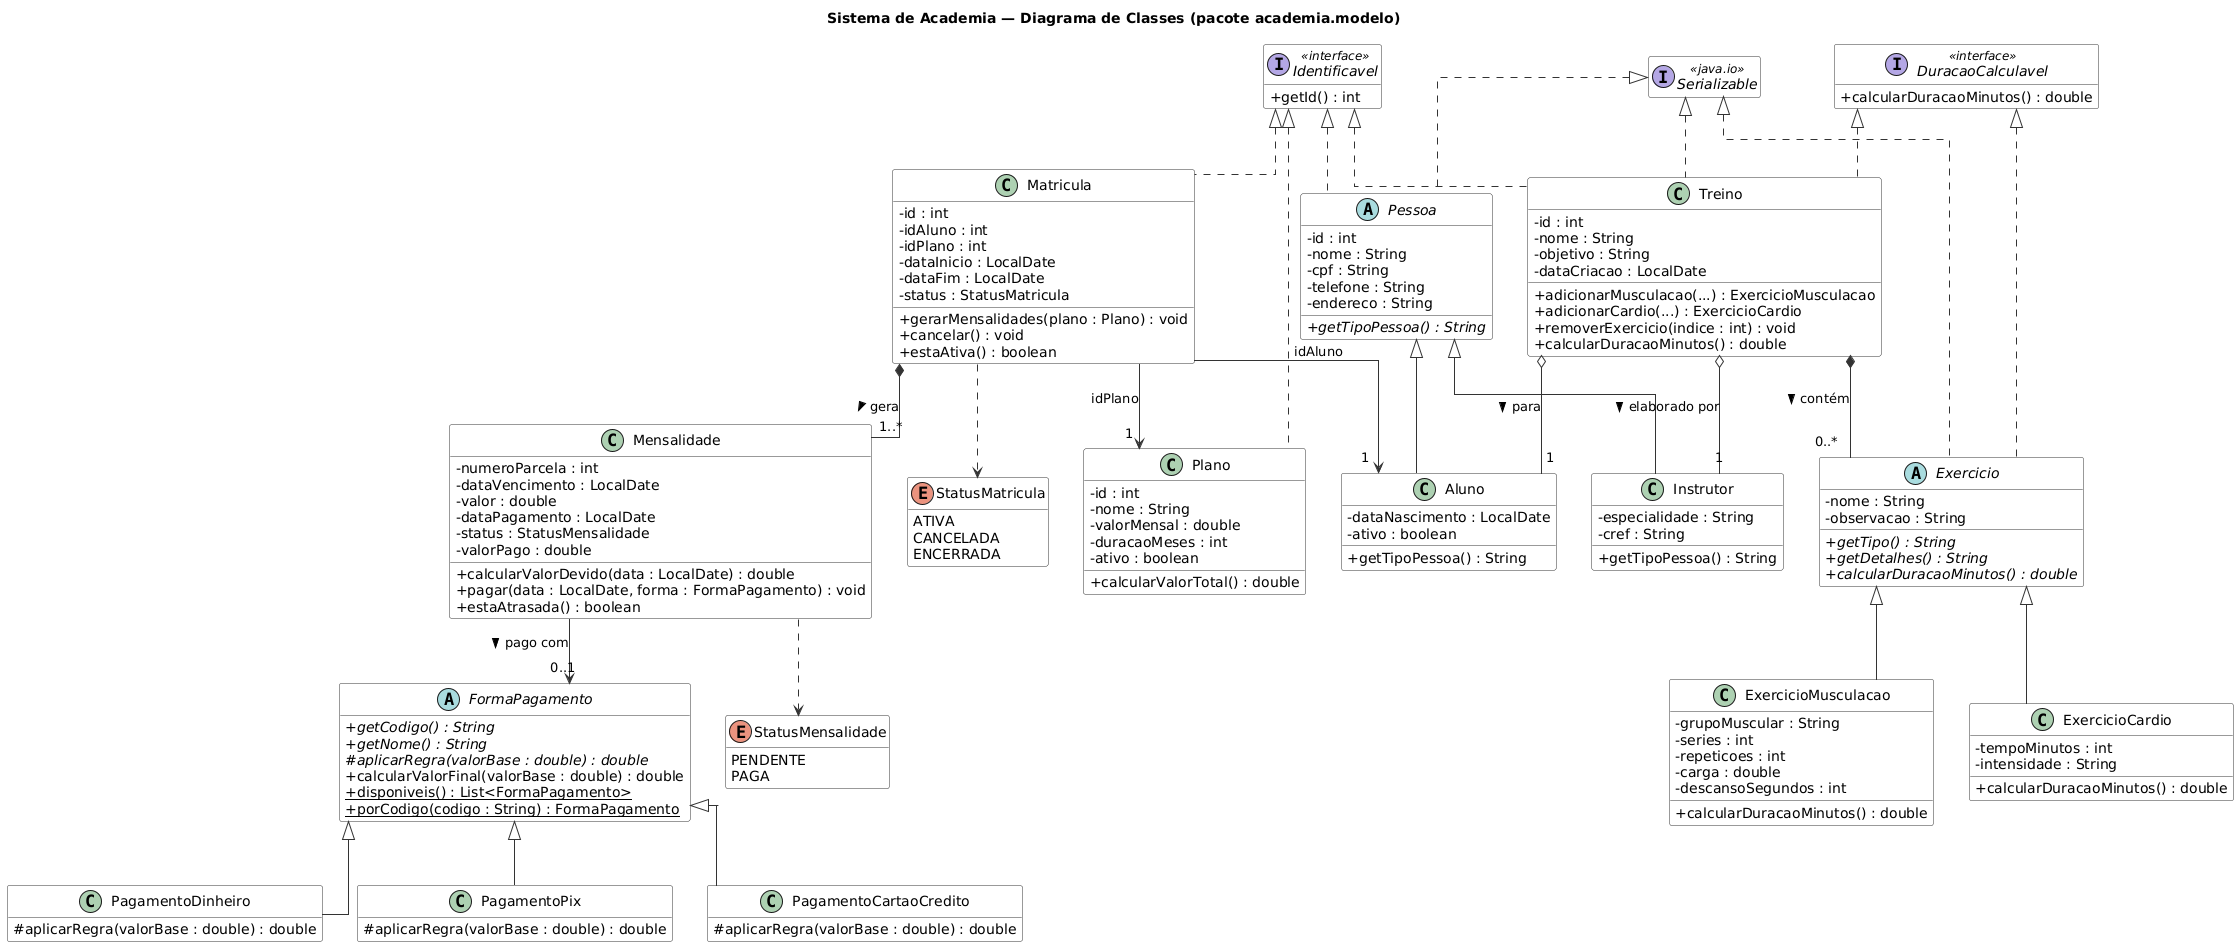 Sistema de Academia — Diagrama de Classes (pacote academia.modelo)
I
«interface»
Identificavel
+getId() : int
I
«java.io»
Serializable
I
«interface»
DuracaoCalculavel
+calcularDuracaoMinutos() : double
C Matricula
-id : int
-idAluno : int
-idPlano : int
-dataInicio : LocalDate
-dataFim : LocalDate
-status : StatusMatricula
+gerarMensalidades(plano : Plano) : void
+cancelar() : void
+estaAtiva() : boolean
A Pessoa
-id : int
-nome : String
-cpf : String
-telefone : String
-endereco : String
+getTipoPessoa() : String
C Treino
-id : int
-nome : String
-objetivo : String
-dataCriacao : LocalDate
+adicionarMusculacao(...) : ExercicioMusculacao
+adicionarCardio(...) : ExercicioCardio
+removerExercicio(indice : int) : void
+calcularDuracaoMinutos() : double
idAluno
gera
1..*
idPlano
1
1
para
1
elaborado por
1
contém
0..*
C Mensalidade
-numeroParcela : int
-dataVencimento : LocalDate
-valor : double
-dataPagamento : LocalDate
-status : StatusMensalidade
-valorPago : double
+calcularValorDevido(data : LocalDate) : double
+pagar(data : LocalDate, forma : FormaPagamento) : void
+estaAtrasada() : boolean
E StatusMatricula
ATIVA
CANCELADA
ENCERRADA
C Plano
-id : int
-nome : String
-valorMensal : double
-duracaoMeses : int
-ativo : boolean
+calcularValorTotal() : double
C Aluno
-dataNascimento : LocalDate
-ativo : boolean
+getTipoPessoa() : String
C Instrutor
-especialidade : String
-cref : String
+getTipoPessoa() : String
A Exercicio
-nome : String
-observacao : String
+getTipo() : String
+getDetalhes() : String
+calcularDuracaoMinutos() : double
pago com
0..1
A FormaPagamento
+getCodigo() : String
+getNome() : String
#aplicarRegra(valorBase : double) : double
+calcularValorFinal(valorBase : double) : double
+disponiveis() : List<FormaPagamento>
+porCodigo(codigo : String) : FormaPagamento
E StatusMensalidade
PENDENTE
PAGA
C ExercicioMusculacao
-grupoMuscular : String
-series : int
-repeticoes : int
-carga : double
-descansoSegundos : int
+calcularDuracaoMinutos() : double
C ExercicioCardio
-tempoMinutos : int
-intensidade : String
+calcularDuracaoMinutos() : double
C PagamentoDinheiro
#aplicarRegra(valorBase : double) : double
C PagamentoPix
#aplicarRegra(valorBase : double) : double
C PagamentoCartaoCredito
#aplicarRegra(valorBase : double) : double